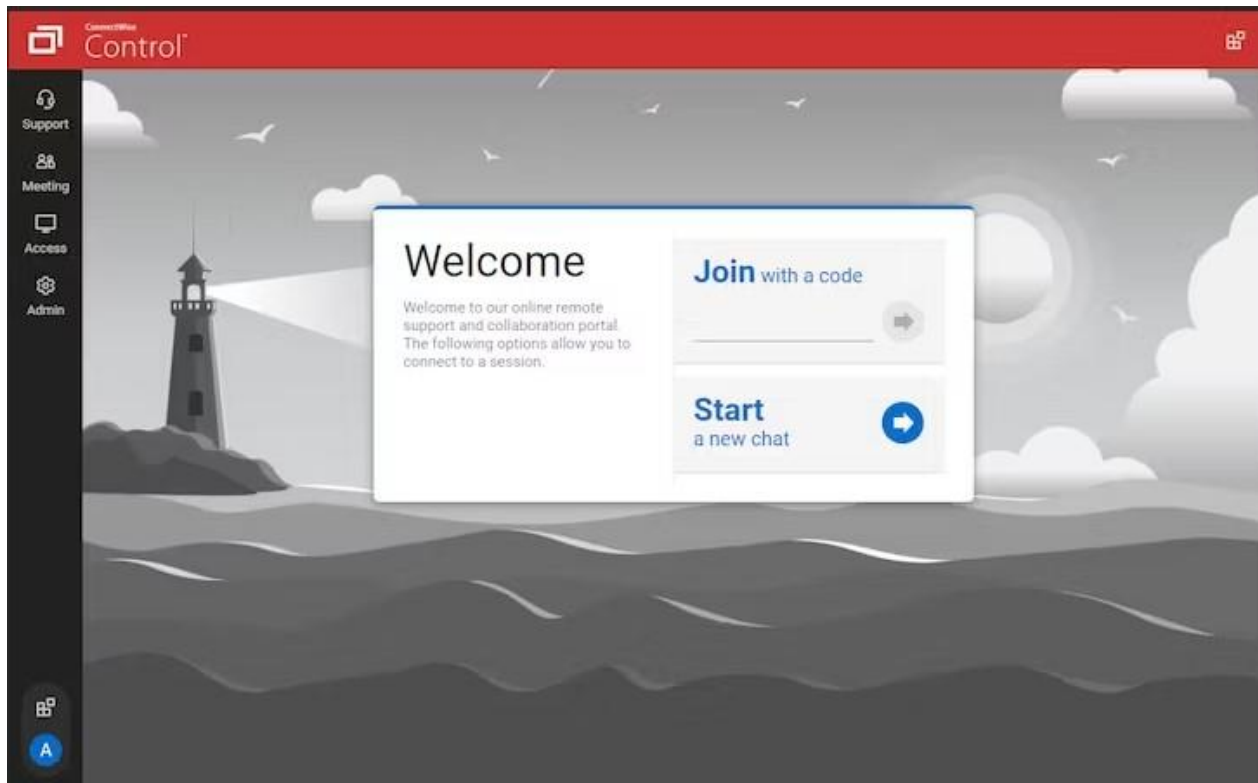 ConnectWise
Control™
Support
Meeting
Access
Admin
Welcome
Welcome to our online remote
support and collaboration portal.
The following options allow you to
connect to a session.
Join with a code
Start
a new chat
A